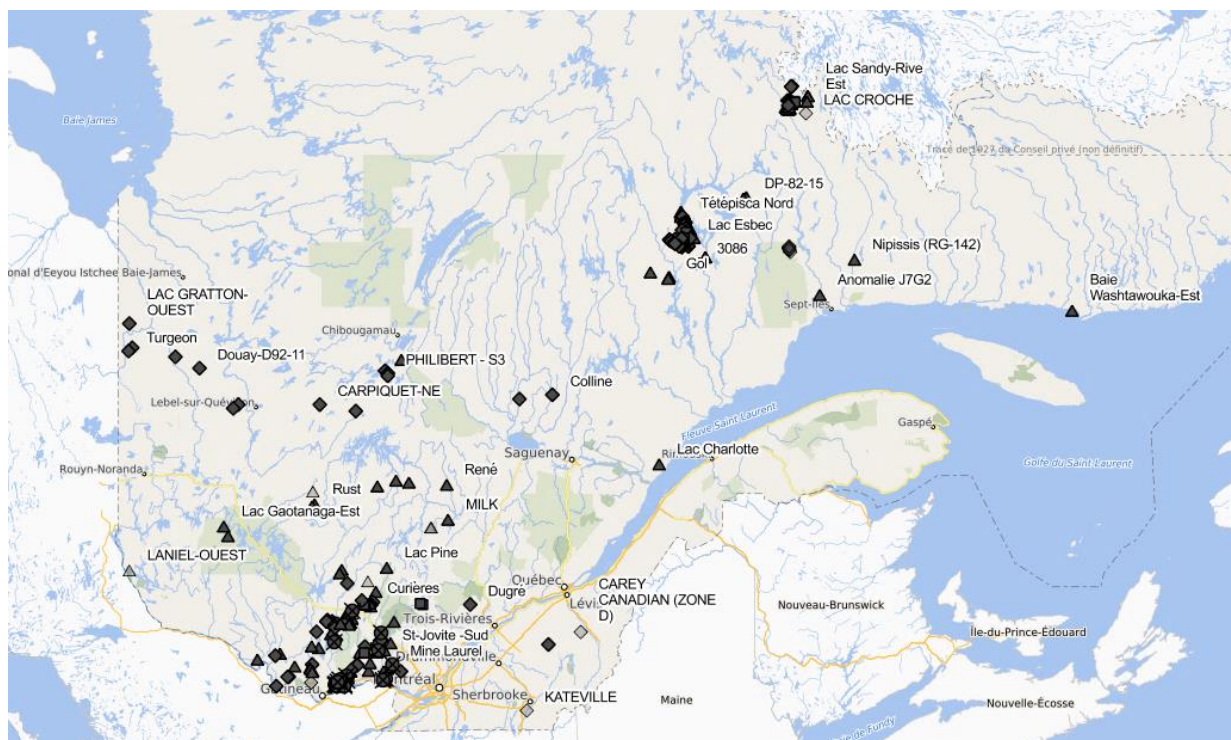 Lac Sandy-Rive
Est
LAC CROCHE
Baie James
Tracé de 1927 du Conseil privé (non définitif)
DP-82-15
Tétépisca Nord
Lac Esbec
3086
Gol
Nipissis (RG-142)
onal d'Eeyou Istchee Baie-James
Anomalie J7G2
Baie
Washtawouka-Est
LAC GRATTON-
OUEST
Sept-Îles
Chibougamau
Turgeon
Douay-D92-11
PHILIBERT - S3
CARPIQUET-NE
Colline
Lebel-sur-Quévillon
Fleuve Saint-Laurent
Gaspé
Saguenay
Lac Charlotte
Golfe du Saint-Laurent
Rouyn-Noranda
René
Rust
MILK
Lac Gaotanaga-Est
LANIEL-OUEST
Lac Pine
Curières
Dugré
Québec
Lévis
CAREY
CANADIAN (ZONE
D)
Nouveau-Brunswick
Trois-Rivières
St-Jovite -Sud
Île-du-Prince-Édouard
Mine Laurel
Drummondville
Gatineau
Montréal
Sherbrooke
KATEVILLE
Maine
Nouvelle-Écosse
Baie de Fundy